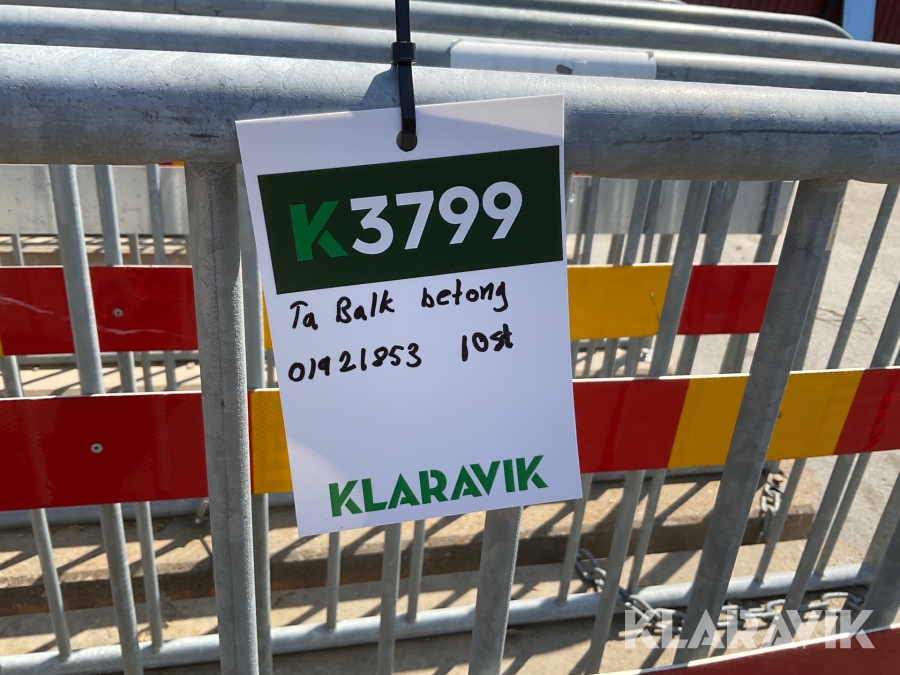 K3799
Ta Balk betong
01921853 10st
KLARAVIK
KLARAVIK